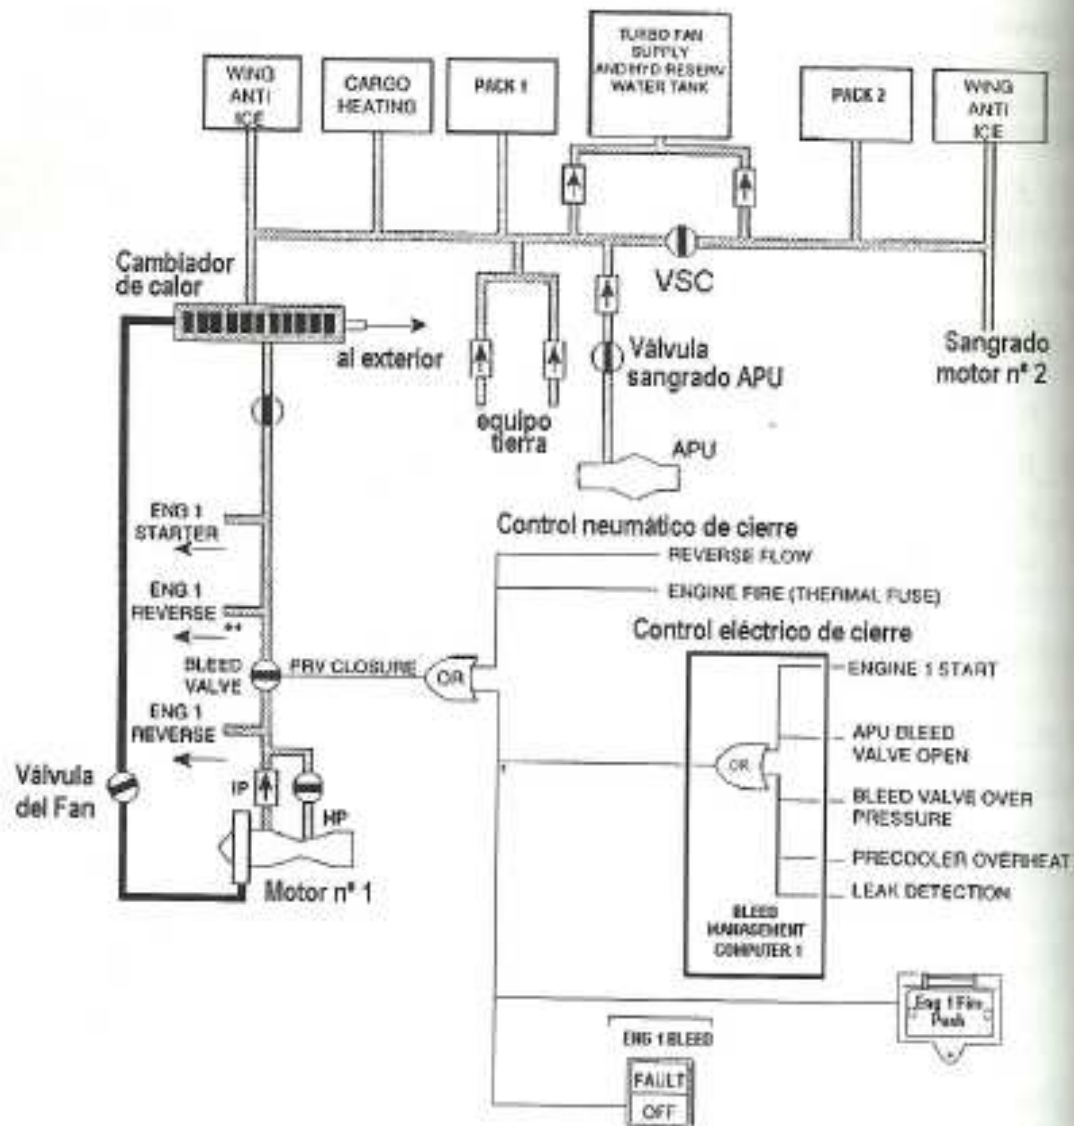 WING
ANTI
ICE
CARGO
HEATING
PACK 1
TURBO FAN
SUPPLY
AND HYD RESERV
WATER TANK
PACK 2
WING
ANTI
ICE
Cambiador
de calor
al exterior
VSC
Válvula
sangrado APU
Sangrado
motor nº 2
equipo
tierra
APU
ENG 1
STARTER
Control neumático de cierre
REVERSE FLOW
ENGINE FIRE (THERMAL FUSE)
Control eléctrico de cierre
ENG 1
REVERSE
**
BLEED
VALVE
PRV CLOSURE
OR
ENGINE 1 START
ENG 1
REVERSE
APU BLEED
VALVE OPEN
OR
Válvula
del Fan
IP
HP
BLEED VALVE OVER
PRESSURE
PRECOOLER OVERHEAT
LEAK DETECTION
Motor nº 1
BLEED
MANAGEMENT
COMPUTER 1
Eng 1 Fire
Push
ENG 1 BLEED
FAULT
OFF